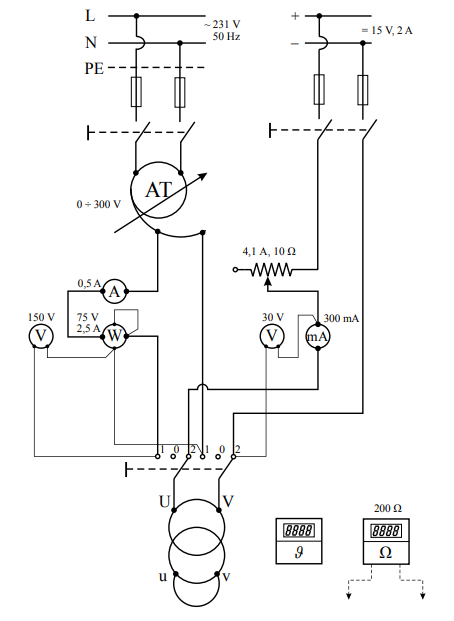 L
~ 231 V
50 Hz
N
PE
+
= 15 V, 2 A
−
AT
0 ÷ 300 V
4,1 A, 10 Ω
0,5 A
A
150 V
V
75 V
2,5 A
W
30 V
V
300 mA
mA
1 0 2 1 0 2
U V
u v
8888
ϑ
200 Ω
8888
Ω